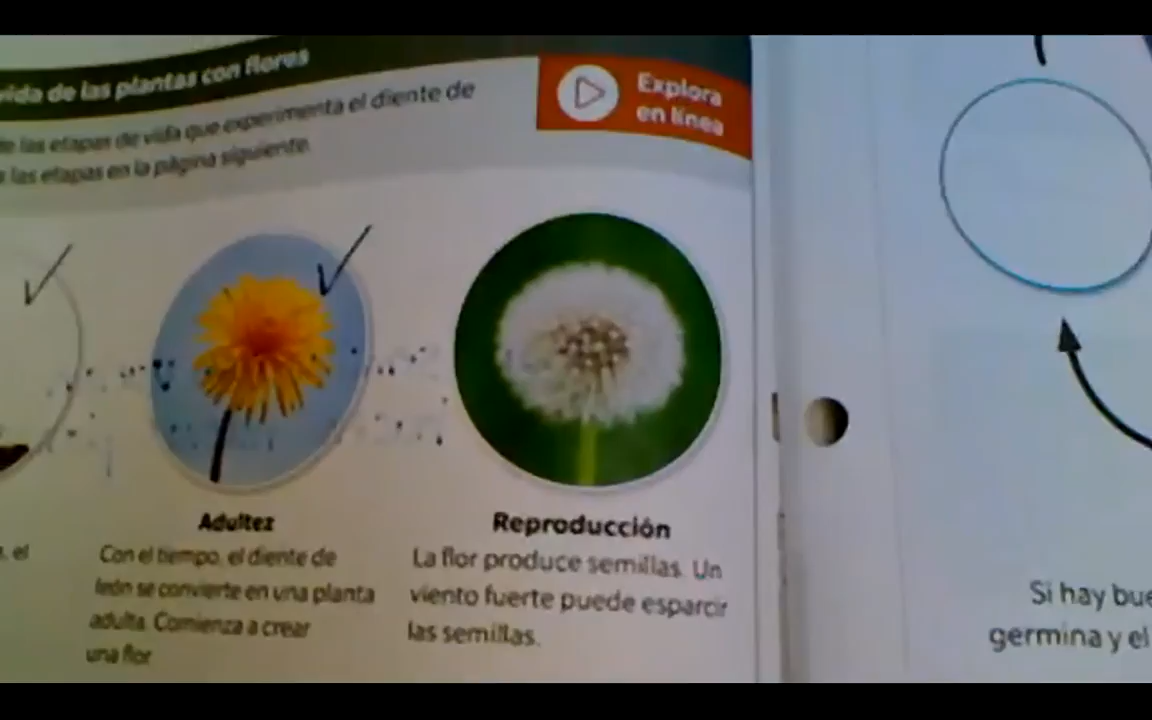 vida de las plantas con flores
las etapas de vida que experimenta el diente de
las etapas en la página siguiente.
Explora
en línea
el
Adultez
Con el tiempo, el diente de
león se convierte en una planta
adulta. Comienza a crear
una flor
Reproducción
La flor produce semillas. Un
viento fuerte puede esparcir
las semillas.
Si hay
germina y el